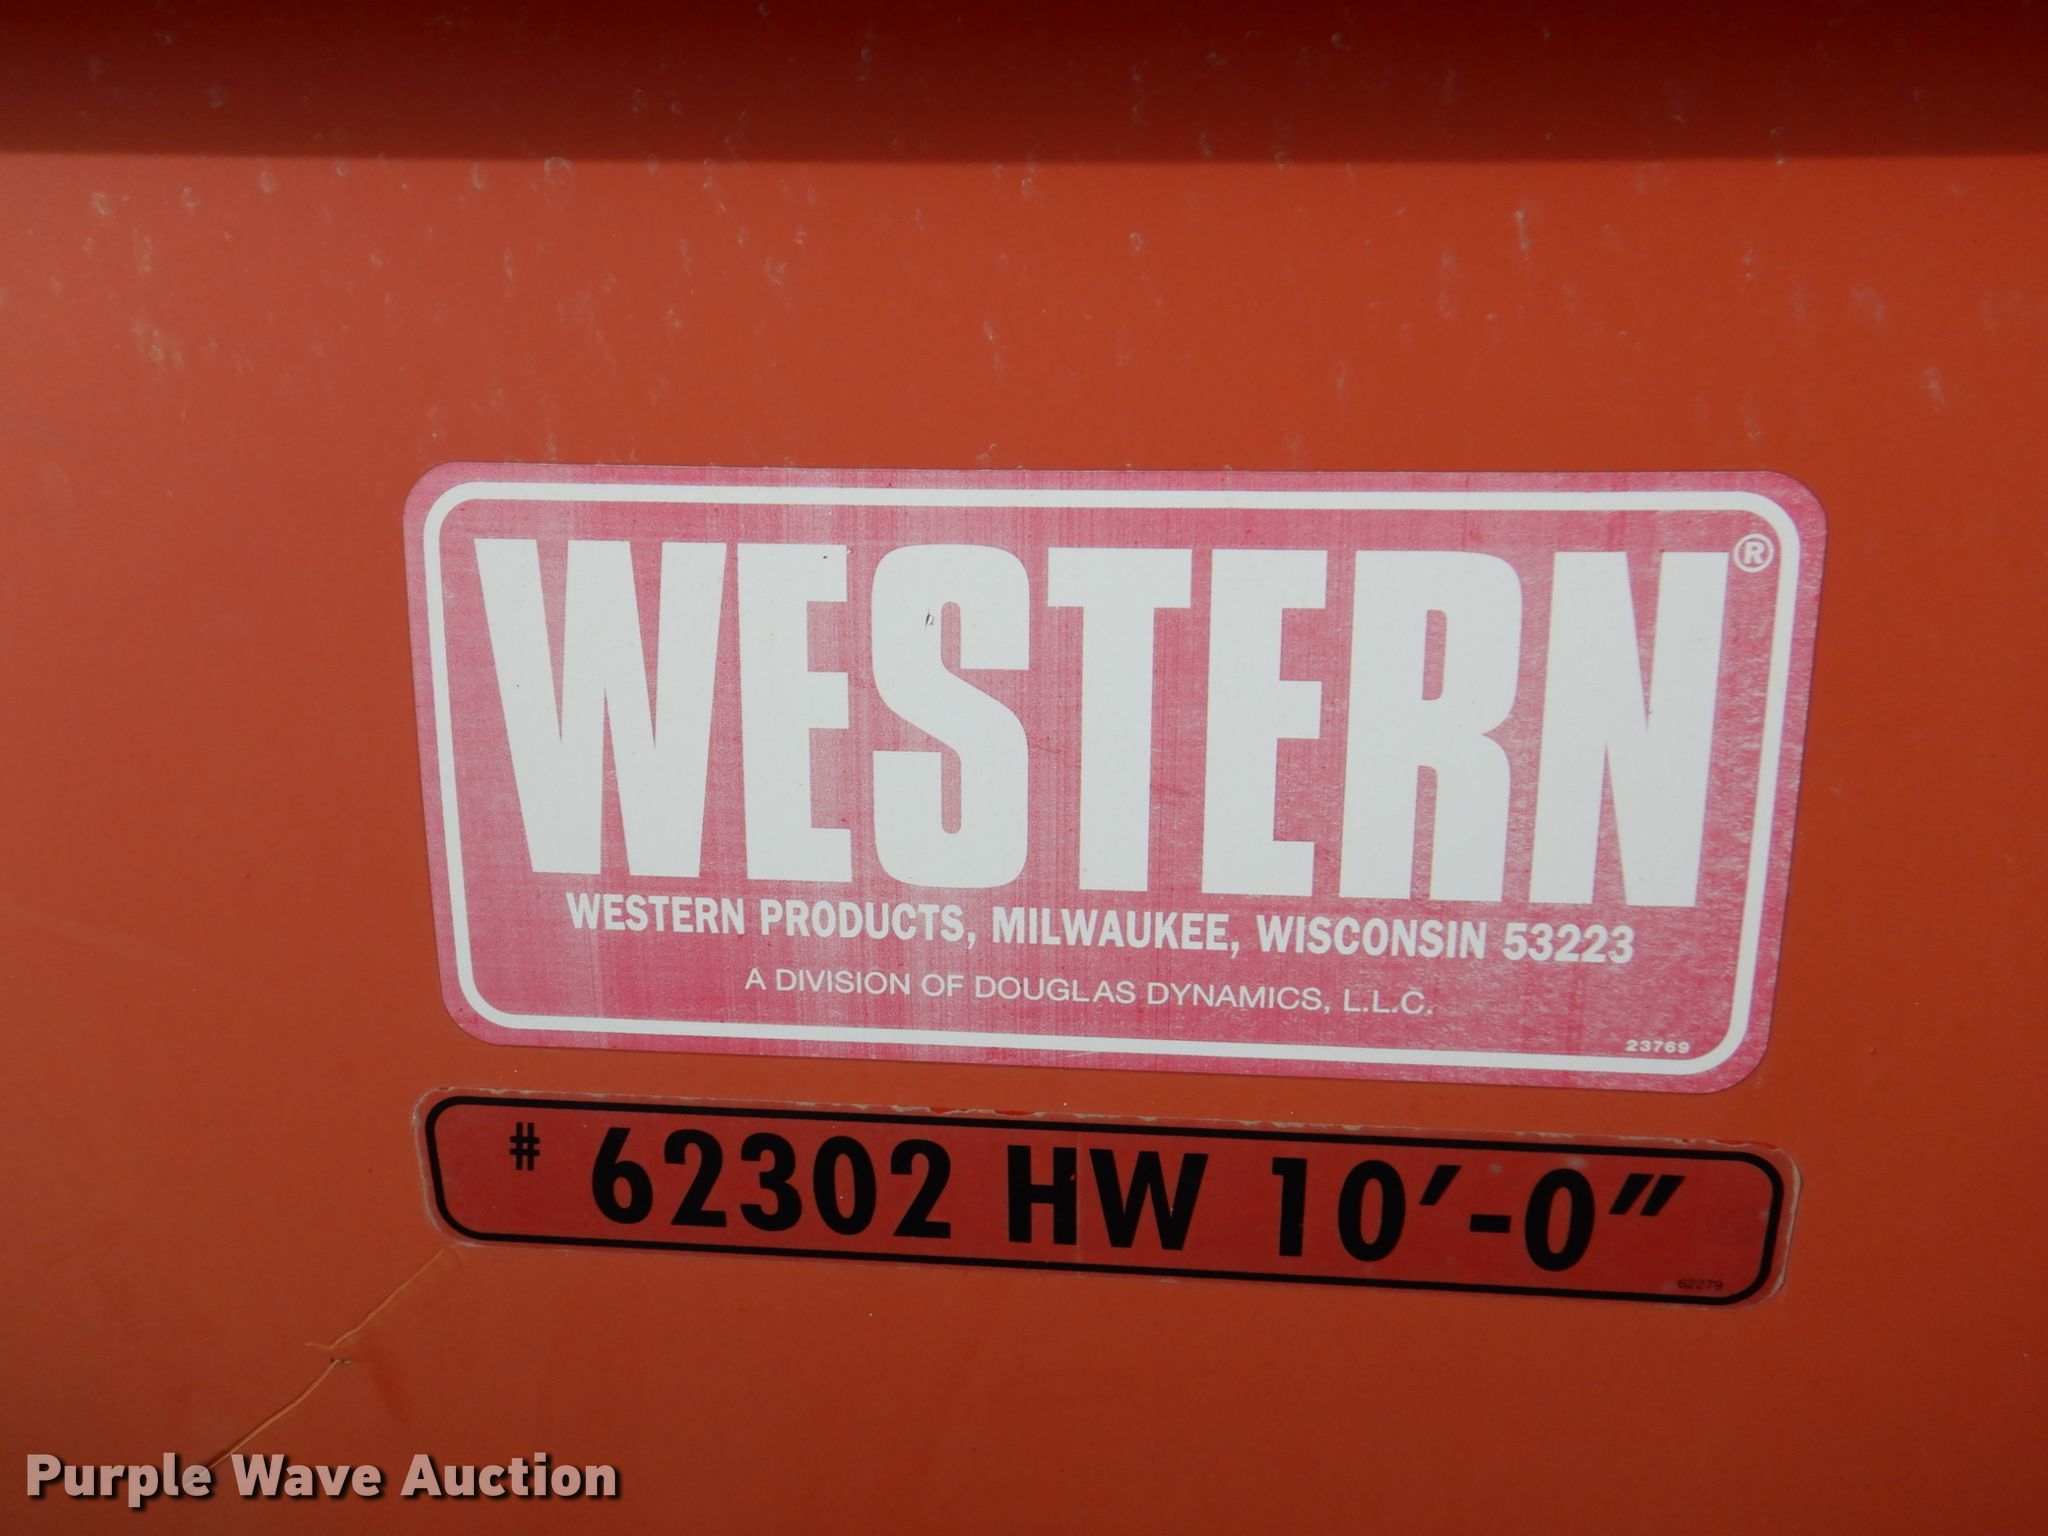 WESTERN®
WESTERN PRODUCTS, MILWAUKEE, WISCONSIN 53223
A DIVISION OF DOUGLAS DYNAMICS, L.L.C.
23769
# 62302 HW 10'-0"
62279
Purple Wave Auction